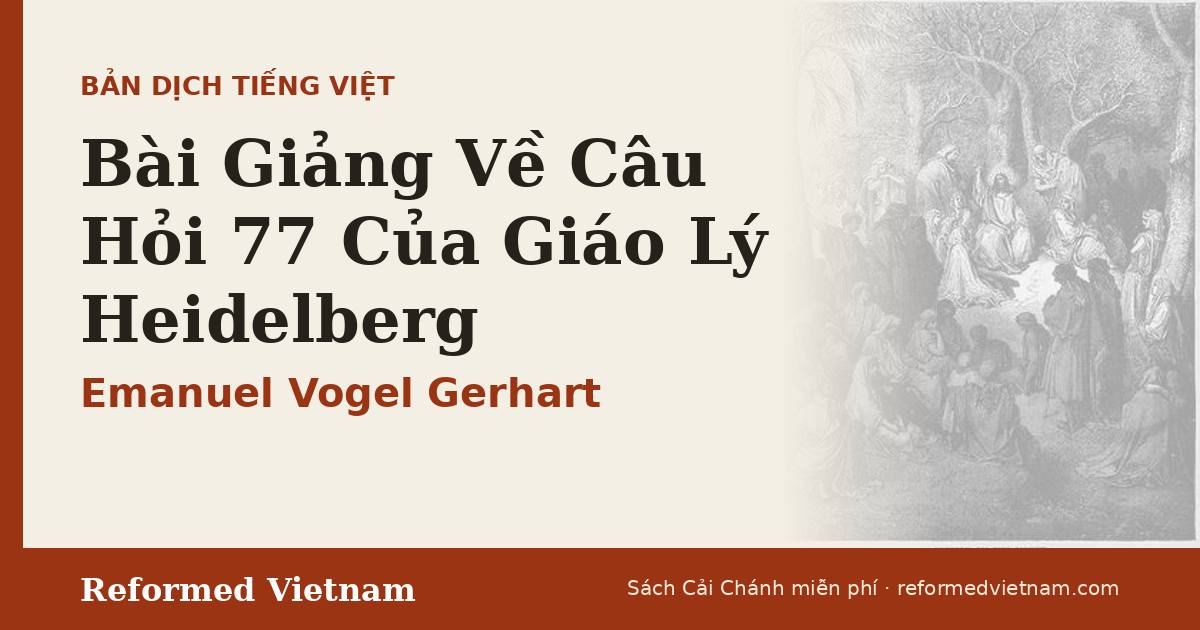 BẢN DỊCH TIẾNG VIỆT
Bài Giảng Về Câu
Hỏi 77 Của Giáo Lý
Heidelberg
Emanuel Vogel Gerhart
Reformed Vietnam
Sách Cải Chánh miễn phí · reformedvietnam.com